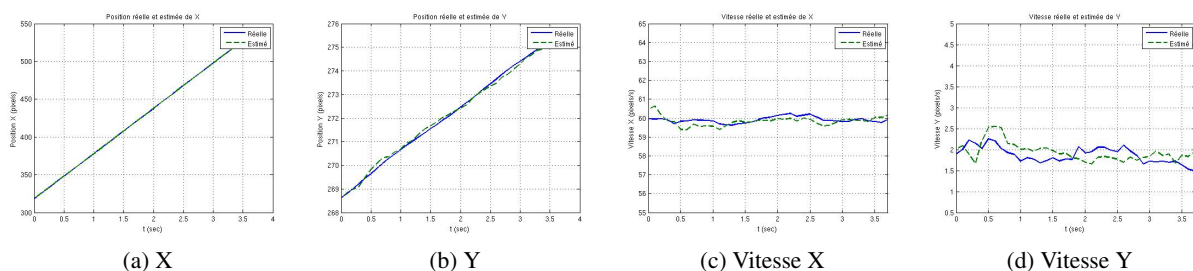 Position réelle et estimée de X
Réelle
Estimé
550
500
450
400
350
300
Position X (pixels)
0 0.5 1 1.5 2 2.5 3 3.5 4
t (sec)
(a) X
Position réelle et estimée de Y
Réelle
Estimé
276
275
274
273
272
271
270
269
268
Position Y (pixels)
0 0.5 1 1.5 2 2.5 3 3.5 4
t (sec)
(b) Y
Vitesse réelle et estimée de X
Réelle
Estimé
65
64
63
62
61
60
59
58
57
56
55
Vitesse X (pixels/s)
0 0.5 1 1.5 2 2.5 3 3.5
t (sec)
(c) Vitesse X
Vitesse réelle et estimée de Y
Réelle
Estimé
5
4.5
4
3.5
3
2.5
2
1.5
1
0.5
Vitesse Y (pixels/s)
0 0.5 1 1.5 2 2.5 3 3.5
t (sec)
(d) Vitesse Y